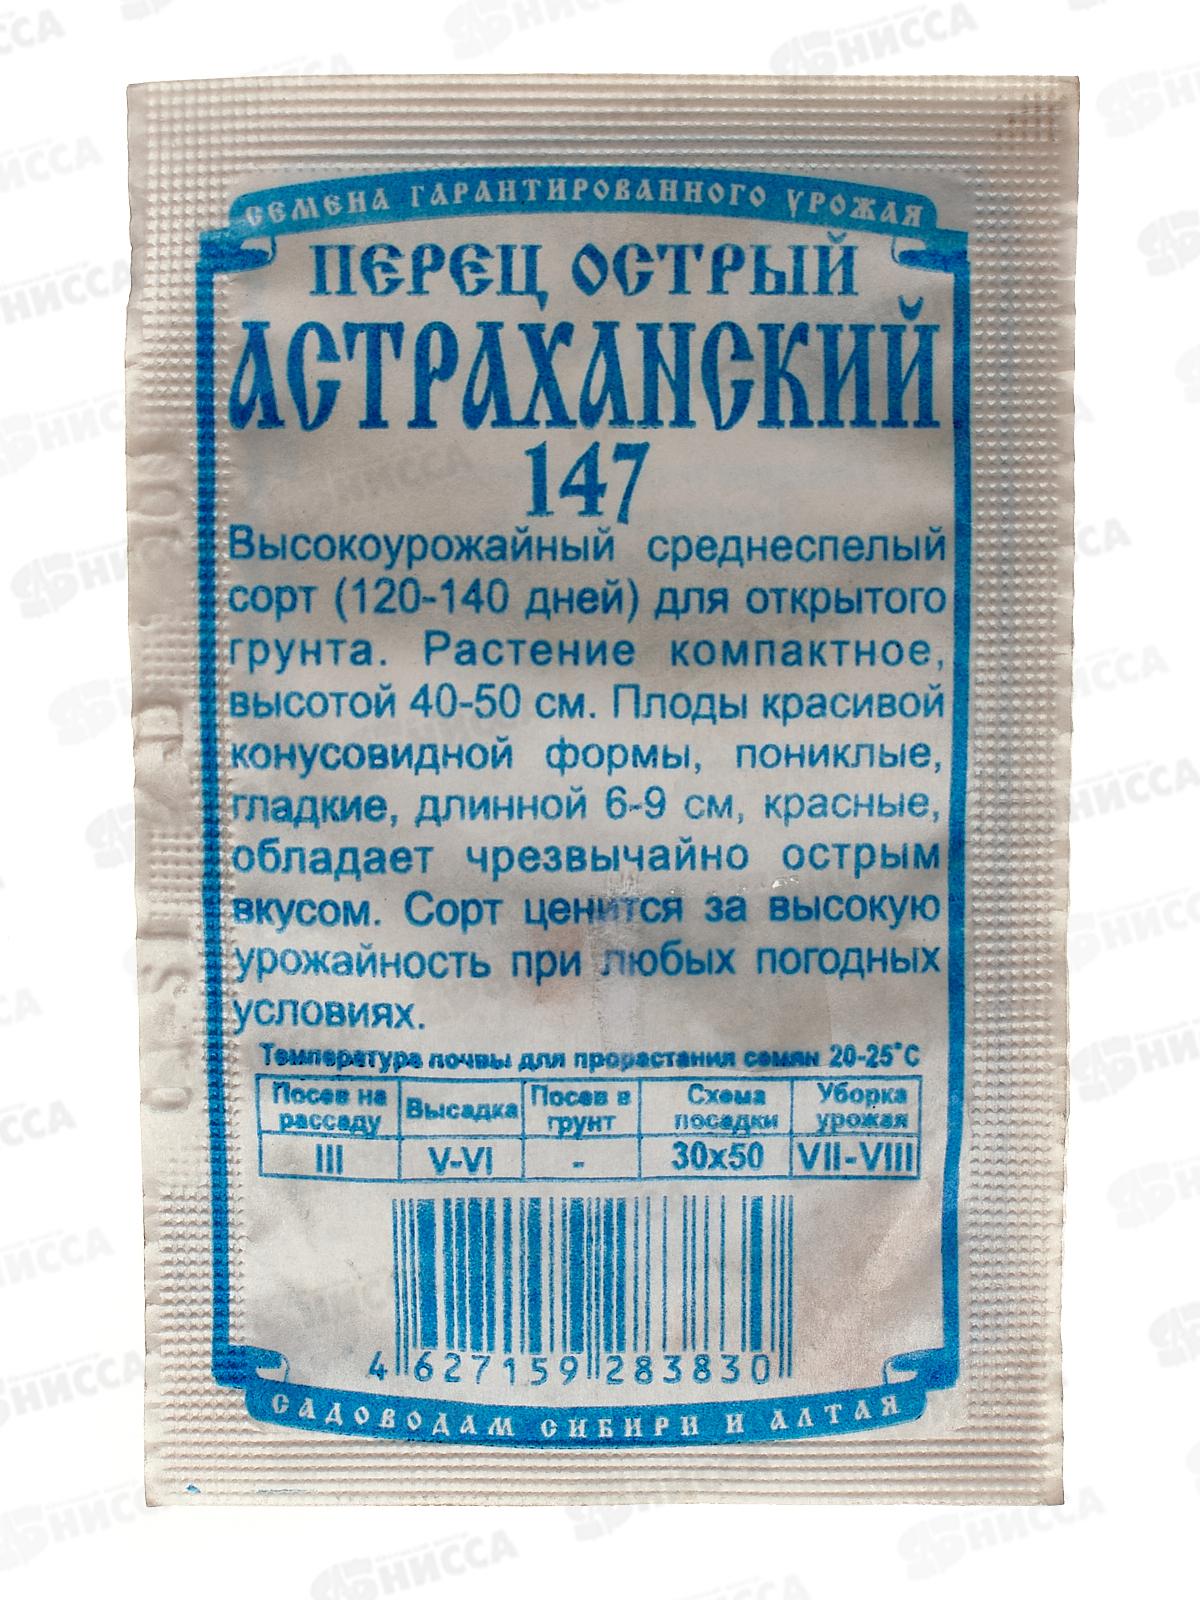 СЕМЕНА ГАРАНТИРОВАННОГО УРОЖАЯ
ПЕРЕЦ ОСТРЫЙ
АСТРАХАНСКИЙ
147
Высокоурожайный среднеспелый
сорт (120-140 дней) для открытого
грунта. Растение компактное,
высотой 40-50 см. Плоды красивой
конусовидной формы, пониклые,
гладкие, длинной 6-9 см, красные,
обладает чрезвычайно острым
вкусом. Сорт ценится за высокую
урожайность при любых погодных
условиях.
Температура почвы для прорастания семян 20-25°С
Посев на рассаду Высадка Посев в грунт Схема посадки Уборка урожая
III V-VI - 30х50 VII-VIII
4 627159 283830
САДОВОДАМ СИБИРИ И АЛТАЯ
НИССА